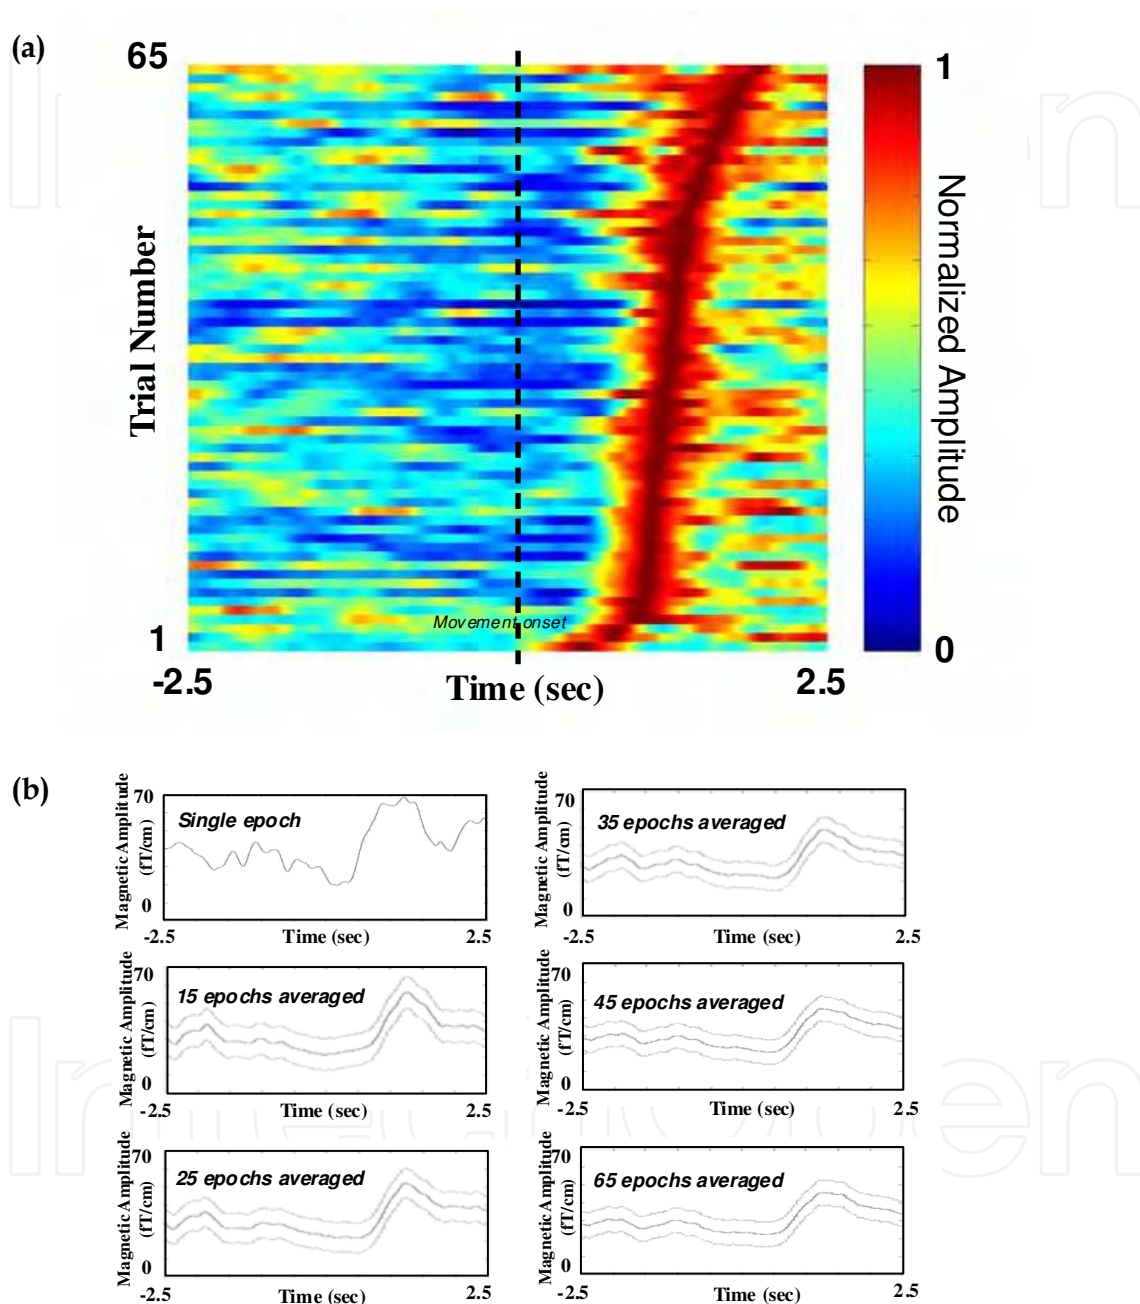 (a)
65
1
Trial Number
Movement onset
-2.5
Time (sec)
2.5
1
Normalized Amplitude
0
(b)
Magnetic Amplitude
(fT/cm)
70
0
Single epoch
-2.5
Time (sec)
2.5
Magnetic Amplitude
(fT/cm)
70
0
35 epochs averaged
-2.5
Time (sec)
2.5
Magnetic Amplitude
(fT/cm)
70
0
15 epochs averaged
-2.5
Time (sec)
2.5
Magnetic Amplitude
(fT/cm)
70
0
45 epochs averaged
-2.5
Time (sec)
2.5
Magnetic Amplitude
(fT/cm)
70
0
25 epochs averaged
-2.5
Time (sec)
2.5
Magnetic Amplitude
(fT/cm)
70
0
65 epochs averaged
-2.5
Time (sec)
2.5